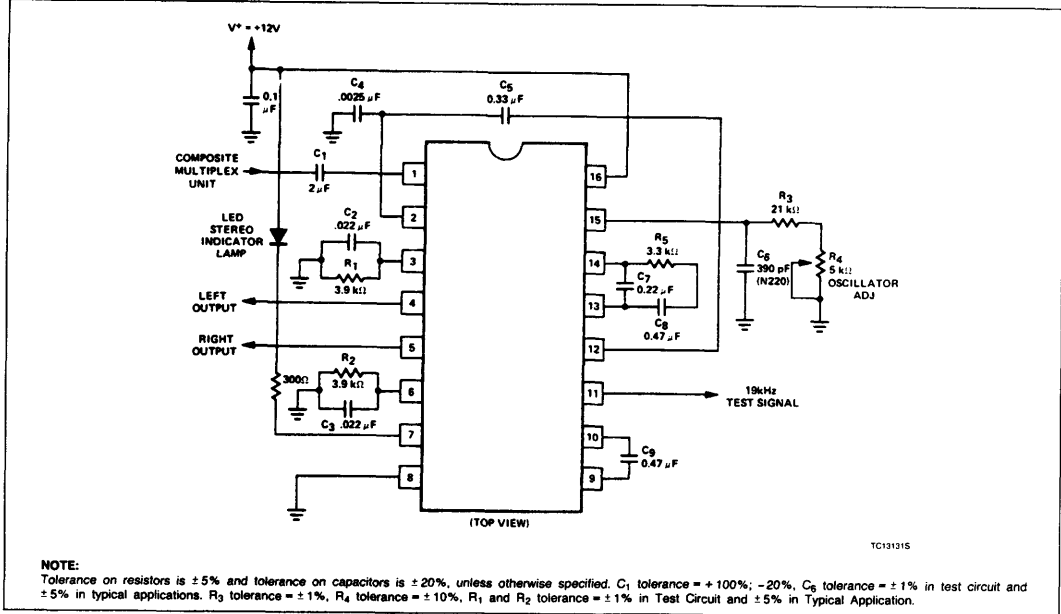 V+ = +12V
0.1
μF
C4
.0025 μF
C5
0.33 μF
COMPOSITE
MULTIPLEX
UNIT
C1
2 μF
1
16
R3
21 kΩ
LED
STEREO
INDICATOR
LAMP
2
15
C2
.022 μF
R1
3.9 kΩ
3
14
R5
3.3 kΩ
C7
0.22 μF
C6
390 pF
(N220)
R4
5 kΩ
OSCILLATOR
ADJ
LEFT
OUTPUT
4
13
C8
0.47 μF
RIGHT
OUTPUT
5
12
300Ω
R2
3.9 kΩ
6
11
19kHz
TEST SIGNAL
C3 .022 μF
7
10
C9
0.47 μF
8
9
(TOP VIEW)
TC13131S
NOTE:
Tolerance on resistors is ±5% and tolerance on capacitors is ±20%, unless otherwise specified. C1 tolerance = +100%; -20%, C6 tolerance = ±1% in test circuit and
±5% in typical applications. R3 tolerance = ±1%, R4 tolerance = ±10%, R1 and R2 tolerance = ±1% in Test Circuit and ±5% in Typical Application.